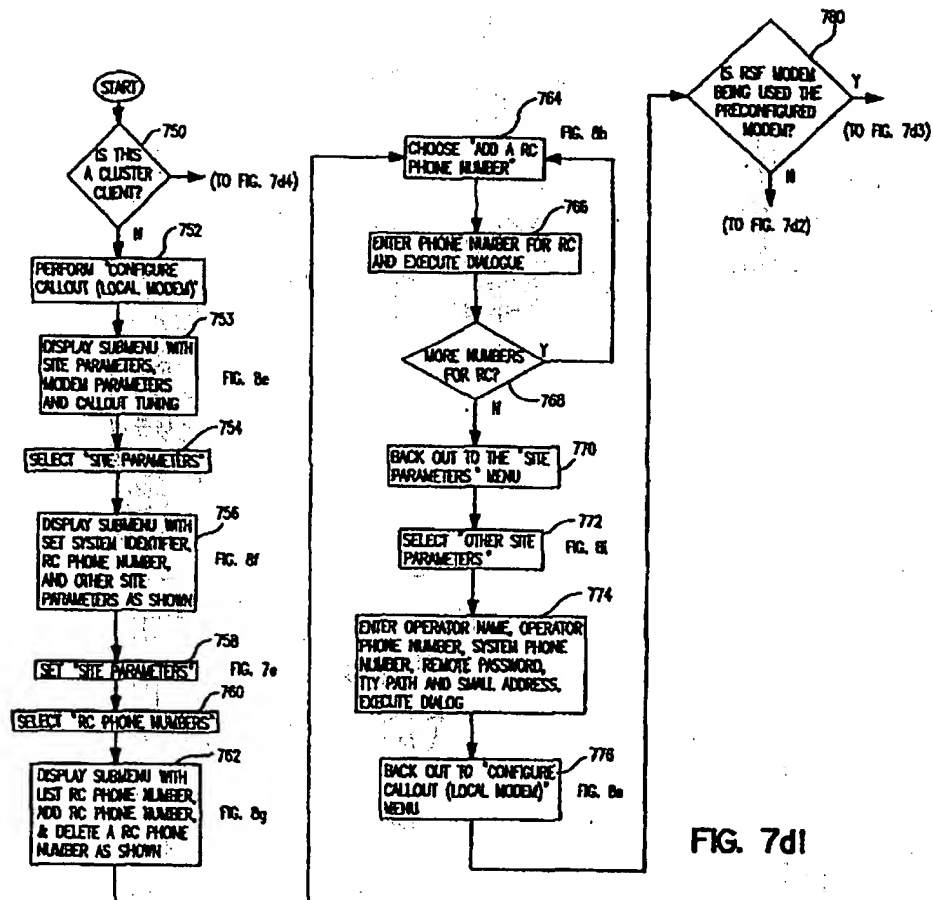 START
750
IS THIS
A CLUSTER
CLIENT?
(TO FIG. 7d4)
N
752
PERFORM "CONFIGURE
CALLOUT (LOCAL MODEM)"
753
DISPLAY SUBMENU WITH
SITE PARAMETERS,
MODEM PARAMETERS
AND CALLOUT TUNING
FIG. 8e
754
SELECT "SITE PARAMETERS"
756
DISPLAY SUBMENU WITH
SET SYSTEM IDENTIFIER,
RC PHONE NUMBER,
AND OTHER SITE
PARAMETERS AS SHOWN
FIG. 8f
758
SET "SITE PARAMETERS"
FIG. 7e
760
SELECT "RC PHONE NUMBERS"
762
DISPLAY SUBMENU WITH
LIST RC PHONE NUMBER,
ADD RC PHONE NUMBER,
& DELETE A RC PHONE
NUMBER AS SHOWN
FIG. 8g
764
CHOOSE "ADD A RC
PHONE NUMBER"
FIG. 8h
766
ENTER PHONE NUMBER FOR RC
AND EXECUTE DIALOGUE
MORE NUMBERS
FOR RC?
Y
768
N
BACK OUT TO THE "SITE
PARAMETERS" MENU
770
SELECT "OTHER SITE
PARAMETERS"
772
FIG. 8i
774
ENTER OPERATOR NAME, OPERATOR
PHONE NUMBER, SYSTEM PHONE
NUMBER, REMOTE PASSWORD,
TTY PATH AND SMALL ADDRESS,
EXECUTE DIALOG
BACK OUT TO "CONFIGURE
CALLOUT (LOCAL MODEM)"
MENU
776
FIG. 8e
780
IS RSF MODEM
BEING USED THE
PRECONFIGURED
MODEM?
Y
(TO FIG. 7d3)
N
(TO FIG. 7d2)
FIG. 7d1